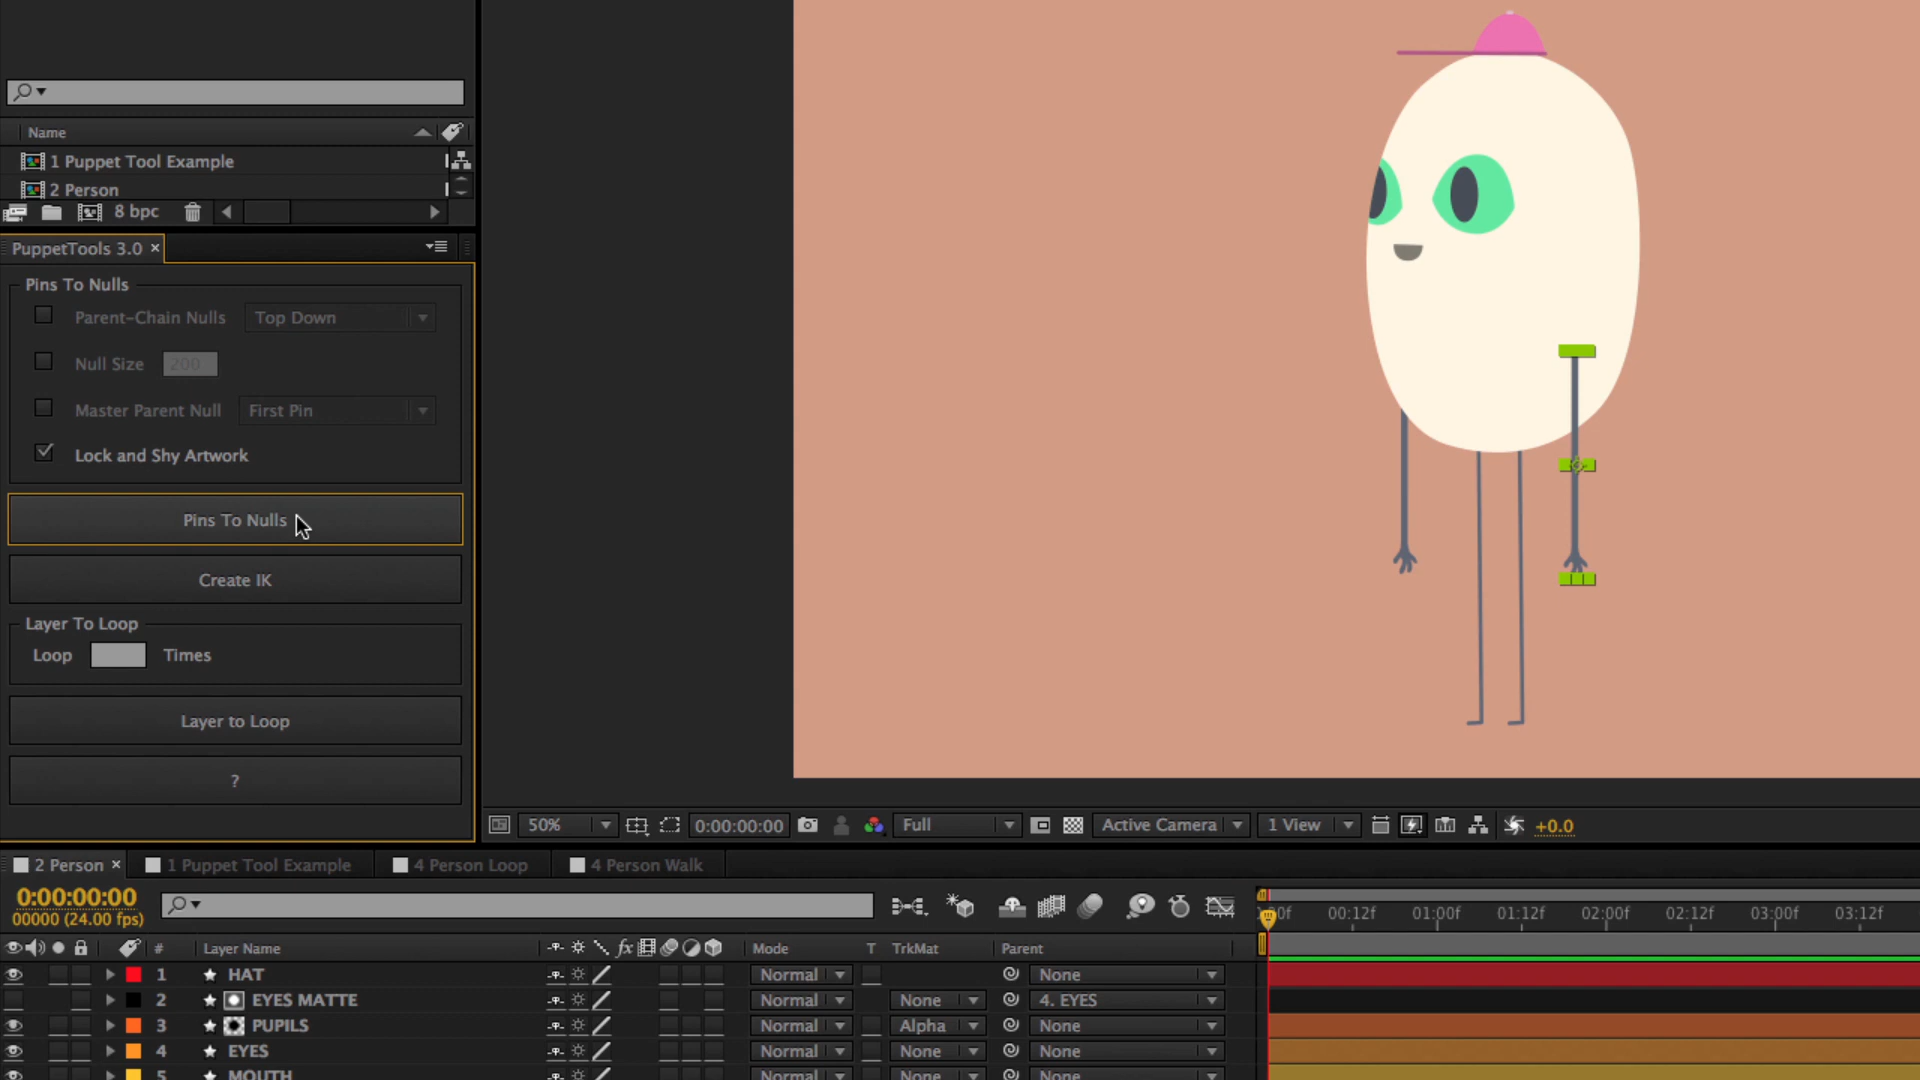 Name
1 Puppet Tool Example
2 Person
8 bpc
PuppetTools 3.0 ×
Pins To Nulls
Parent-Chain Nulls Top Down
Null Size 200
Master Parent Null First Pin
Lock and Shy Artwork
Pins To Nulls
Create IK
Layer To Loop
Loop Times
Layer to Loop
?
50% 0:00:00:00 Full Active Camera 1 View +0.0
2 Person × 1 Puppet Tool Example 4 Person Loop 4 Person Walk
0:00:00:00
00000 (24.00 fps)
00f 00:12f 01:00f 01:12f 02:00f 02:12f 03:00f 03:12f
# Layer Name fx Mode T TrkMat Parent
1 HAT Normal None
2 EYES MATTE Normal None 4. EYES
3 PUPILS Normal Alpha None
4 EYES Normal None None
5 MOUTH Normal None None